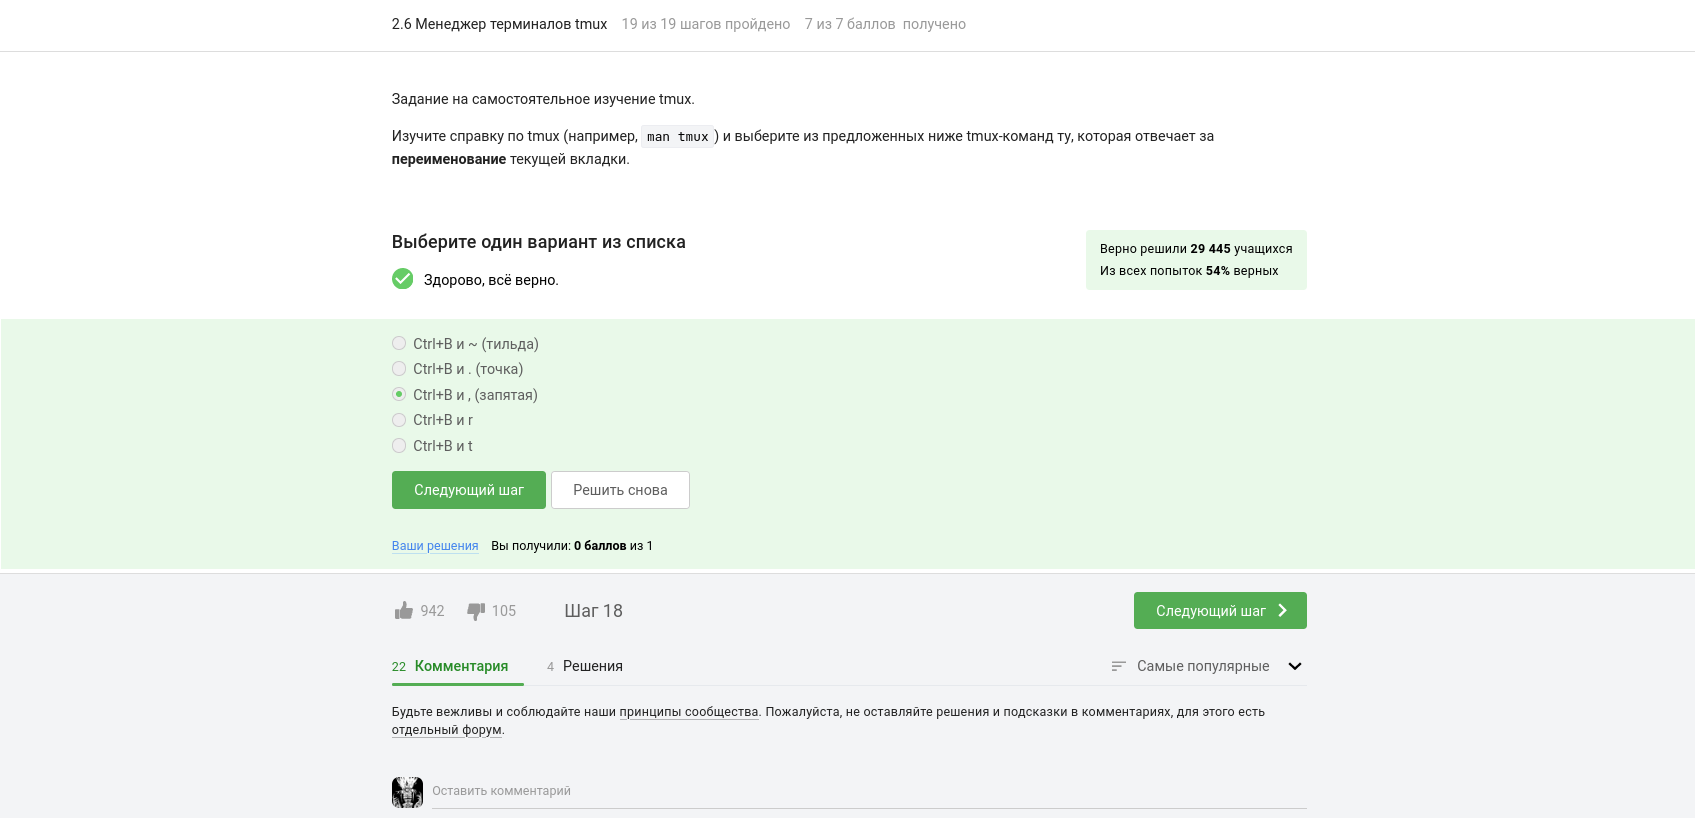 2.6 Менеджер терминалов tmux 19 из 19 шагов пройдено 7 из 7 баллов получено
Задание на самостоятельное изучение tmux.
Изучите справку по tmux (например, man tmux) и выберите из предложенных ниже tmux-команд ту, которая отвечает за
переименование текущей вкладки.
Выберите один вариант из списка
Здорово, всё верно.
Верно решили 29 445 учащихся
Из всех попыток 54% верных
Ctrl+B и ~ (тильда)
Ctrl+B и . (точка)
Ctrl+B и , (запятая)
Ctrl+B и r
Ctrl+B и t
Следующий шаг Решить снова
Ваши решения Вы получили: 0 баллов из 1
942 105 Шаг 18 Следующий шаг
22 Комментария 4 Решения Самые популярные
Будьте вежливы и соблюдайте наши принципы сообщества. Пожалуйста, не оставляйте решения и подсказки в комментариях, для этого есть
отдельный форум.
Оставить комментарий